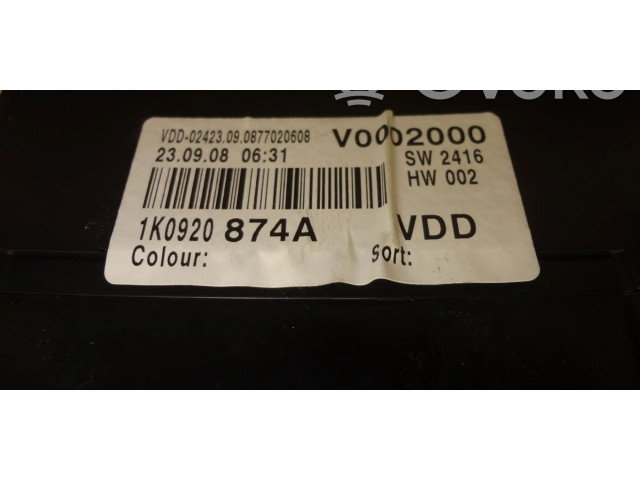 VDD-02423.09.0877020608 V0002000
23.09.08 06:31 SW 2416
HW 002
1K0920 874A VDD
Colour: sort: